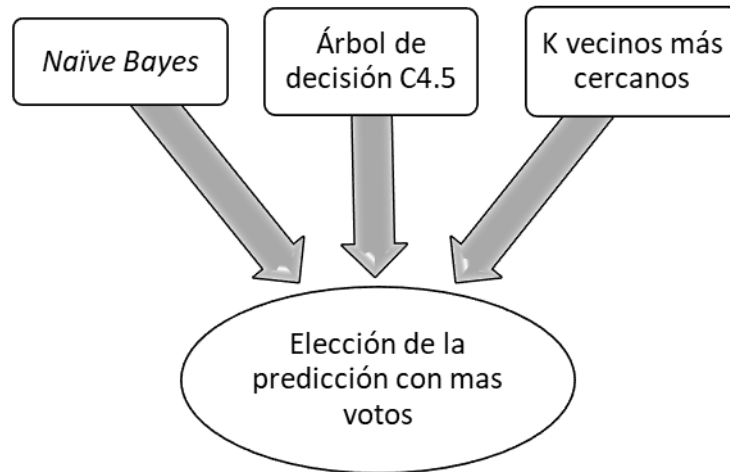 Naïve Bayes
Árbol de
decisión C4.5
K vecinos más
cercanos
Elección de la
predicción con mas
votos